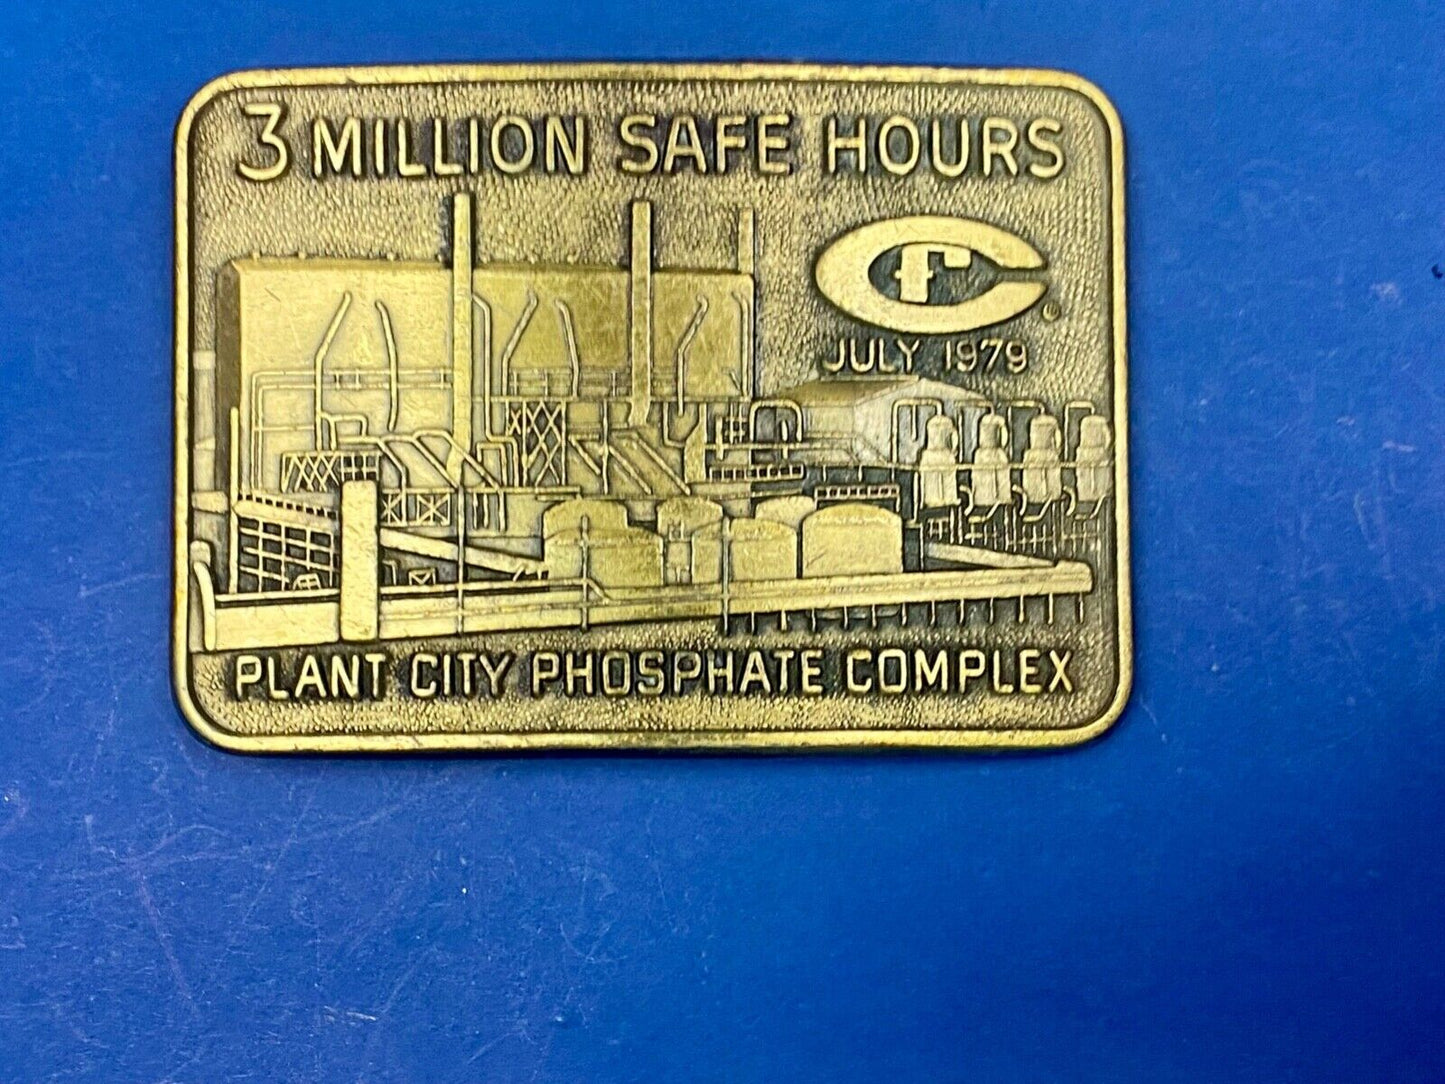 3 MILLION SAFE HOURS
CF ®
JULY 1979
PLANT CITY PHOSPHATE COMPLEX